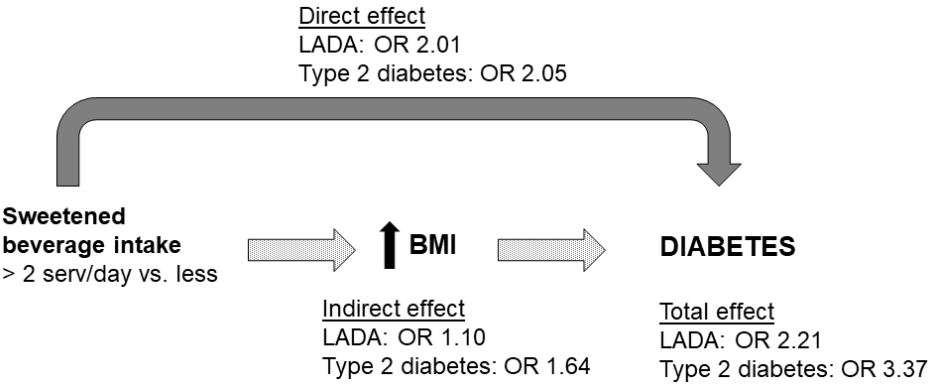 Direct effect
LADA: OR 2.01
Type 2 diabetes: OR 2.05
Sweetened
beverage intake
> 2 serv/day vs. less
BMI
DIABETES
Indirect effect
LADA: OR 1.10
Type 2 diabetes: OR 1.64
Total effect
LADA: OR 2.21
Type 2 diabetes: OR 3.37